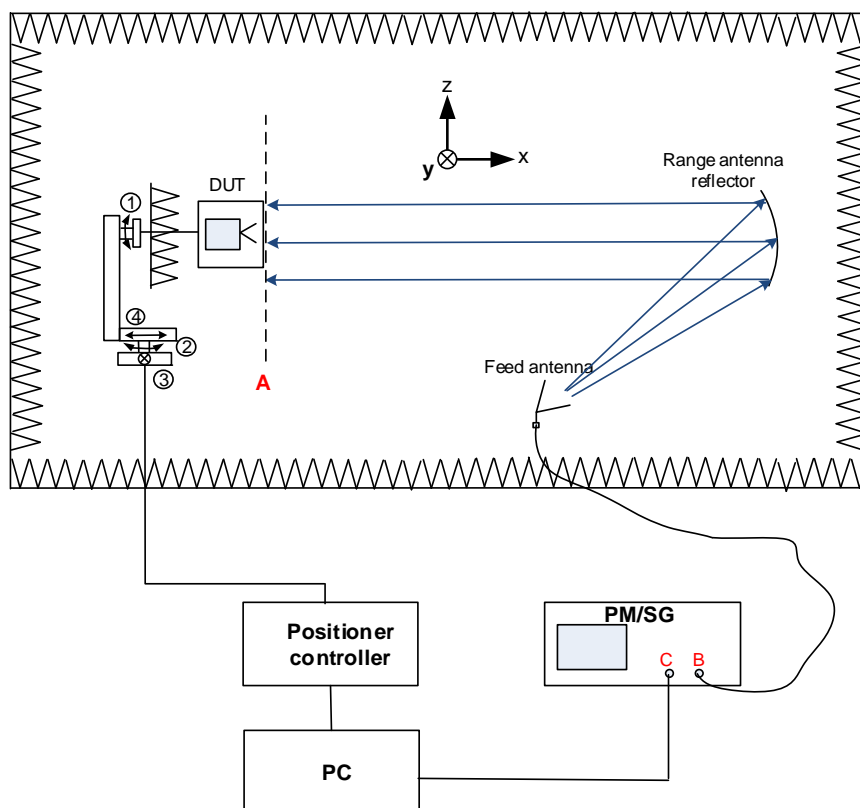 z
x
y
Range antenna
reflector
DUT
①
④
②
③
Feed antenna
A
PM/SG
Positioner
controller
C B
PC